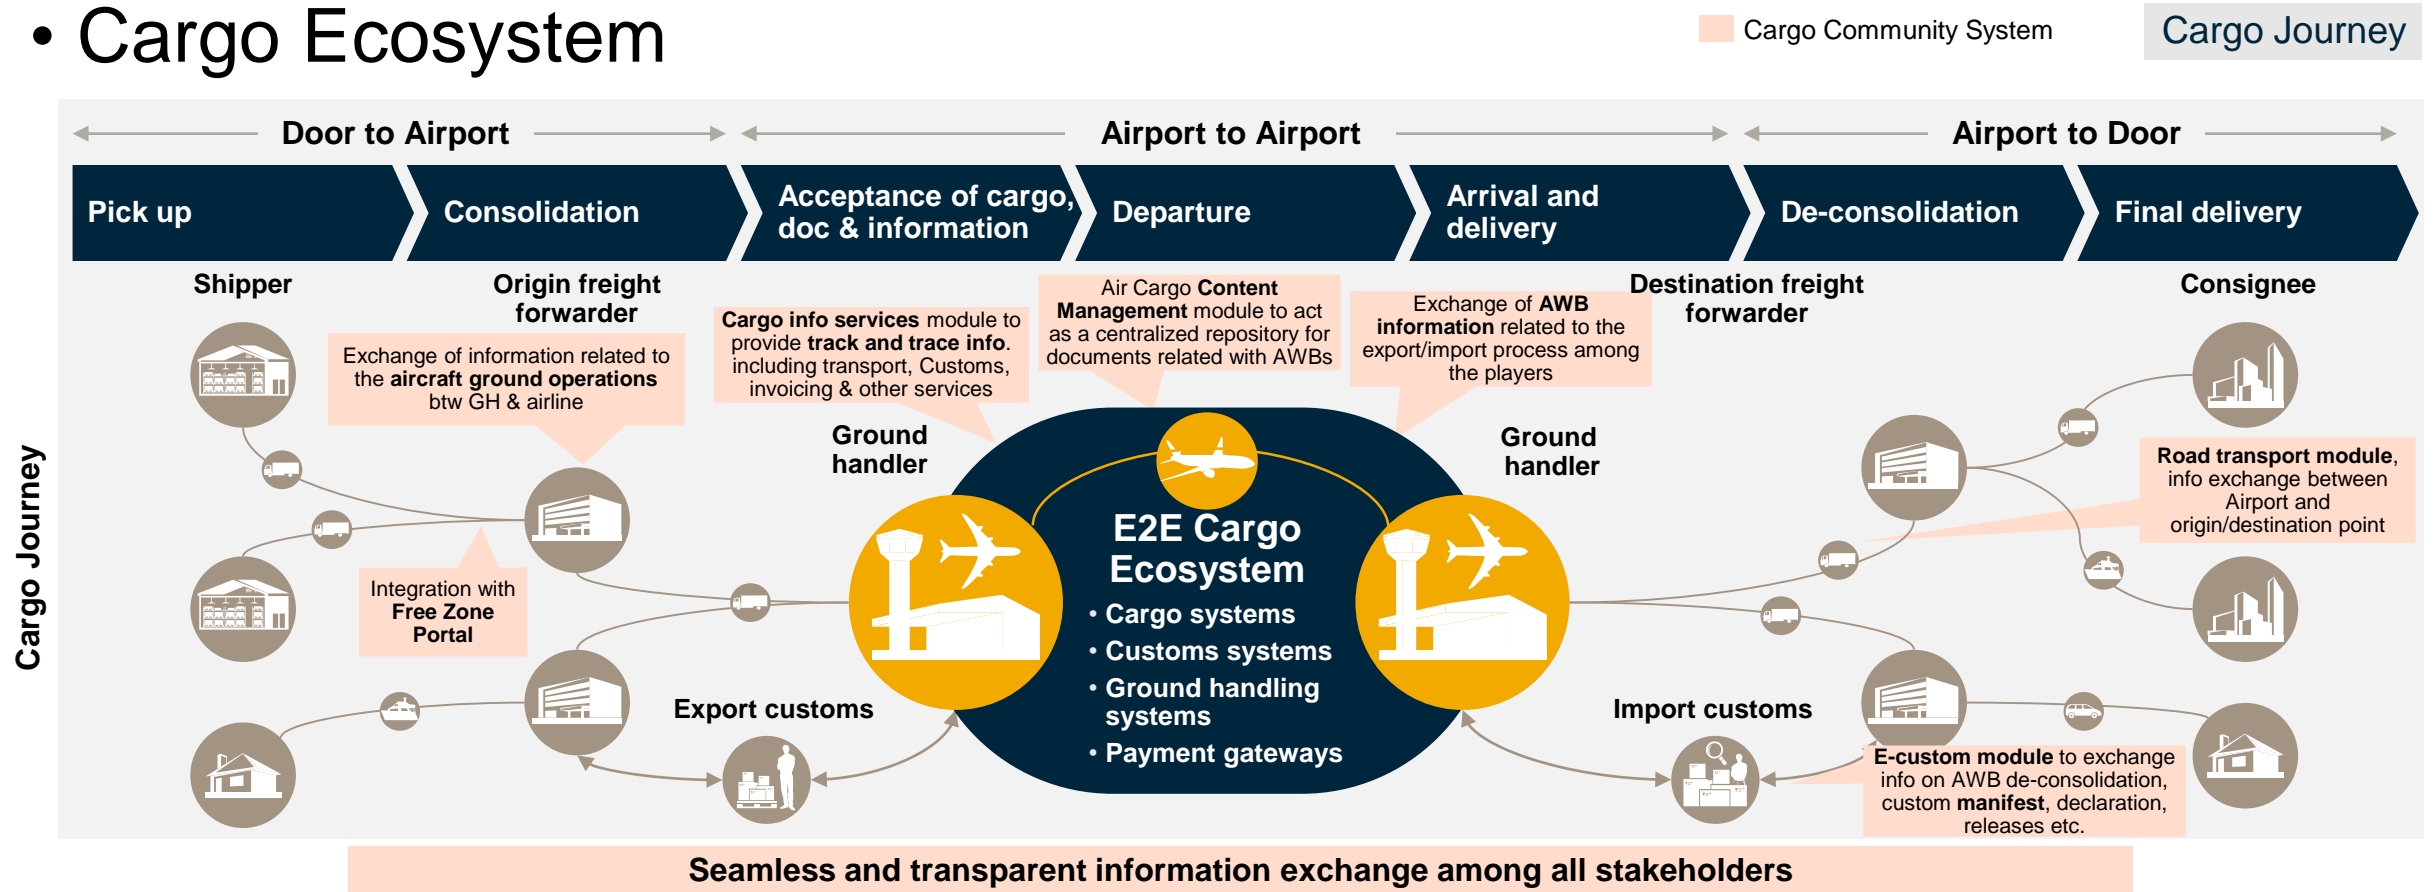 • Cargo Ecosystem
Cargo Community System
Cargo Journey
Door to Airport
Airport to Airport
Airport to Door
Pick up
Consolidation
Acceptance of cargo,
doc & information
Departure
Arrival and
delivery
De-consolidation
Final delivery
Shipper
Origin freight
forwarder
Exchange of information related to
the aircraft ground operations
btw GH & airline
Cargo info services module to
provide track and trace info.
including transport, Customs,
invoicing & other services
Air Cargo Content
Management module to act
as a centralized repository for
documents related with AWBs
Exchange of AWB
information related to the
export/import process among
the players
Destination freight
forwarder
Consignee
Ground
handler
Ground
handler
Road transport module,
info exchange between
Airport and
origin/destination point
Cargo Journey
Integration with
Free Zone
Portal
E2E Cargo
Ecosystem
• Cargo systems
• Customs systems
• Ground handling
systems
• Payment gateways
Export customs
Import customs
E-custom module to exchange
info on AWB de-consolidation,
custom manifest, declaration,
releases etc.
Seamless and transparent information exchange among all stakeholders